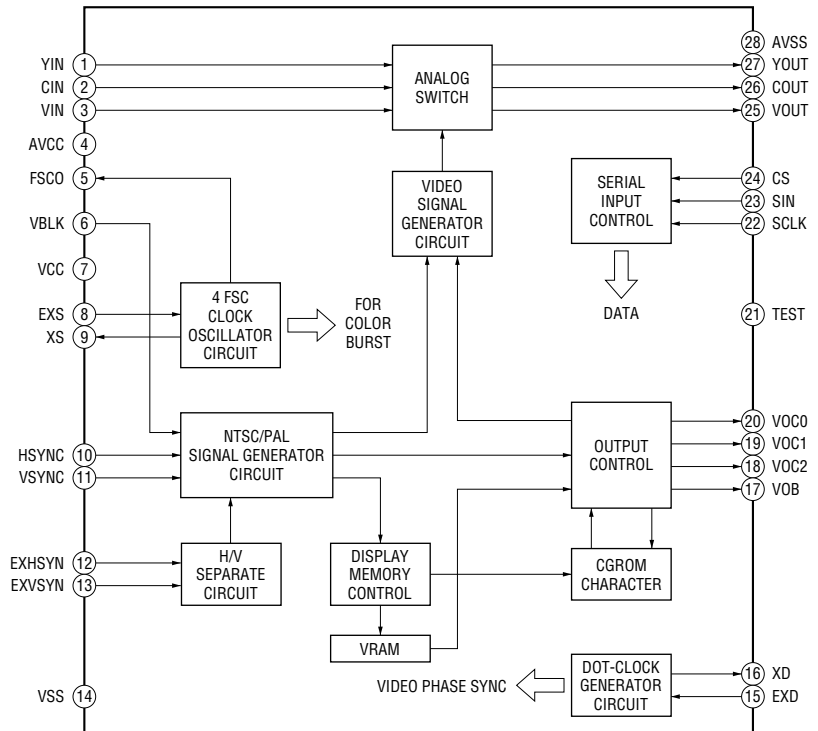 YIN 1
CIN 2
VIN 3
AVCC 4
FSCO 5
VBLK 6
VCC 7
EXS 8
XS 9
HSYNC 10
VSYNC 11
EXHSYN 12
EXVSYN 13
VSS 14
ANALOG
SWITCH
VIDEO
SIGNAL
GENERATOR
CIRCUIT
SERIAL
INPUT
CONTROL
DATA
4 FSC
CLOCK
OSCILLATOR
CIRCUIT
FOR
COLOR
BURST
NTSC/PAL
SIGNAL GENERATOR
CIRCUIT
OUTPUT
CONTROL
H/V
SEPARATE
CIRCUIT
DISPLAY
MEMORY
CONTROL
CGROM
CHARACTER
VRAM
VIDEO PHASE SYNC
DOT-CLOCK
GENERATOR
CIRCUIT
28 AVSS
27 YOUT
26 COUT
25 VOUT
24 CS
23 SIN
22 SCLK
21 TEST
20 VOC0
19 VOC1
18 VOC2
17 VOB
16 XD
15 EXD